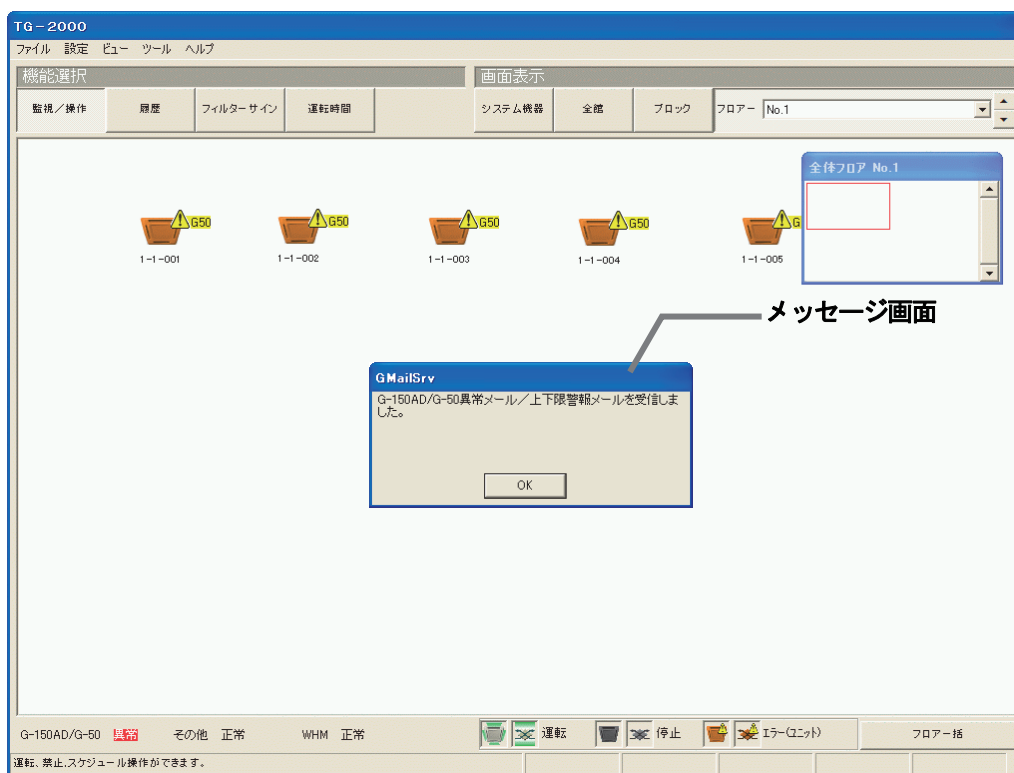 TG-2000
ファイル 設定 ビュー ツール ヘルプ
機能選択 画面表示
監視／操作 履歴 フィルターサイン 運転時間 システム機器 全館 ブロック フロアー No.1
全体フロア No.1
G50 G50 G50 G50 G
1-1-001 1-1-002 1-1-003 1-1-004 1-1-005
メッセージ画面
GMailSrv
G-150AD/G-50異常メール／上下限警報メールを受信しま
した。
OK
G-150AD/G-50 異常 その他 正常 WHM 正常 運転 停止 エラー(ユニット) フロア一括
運転、禁止、スケジュール操作ができます。